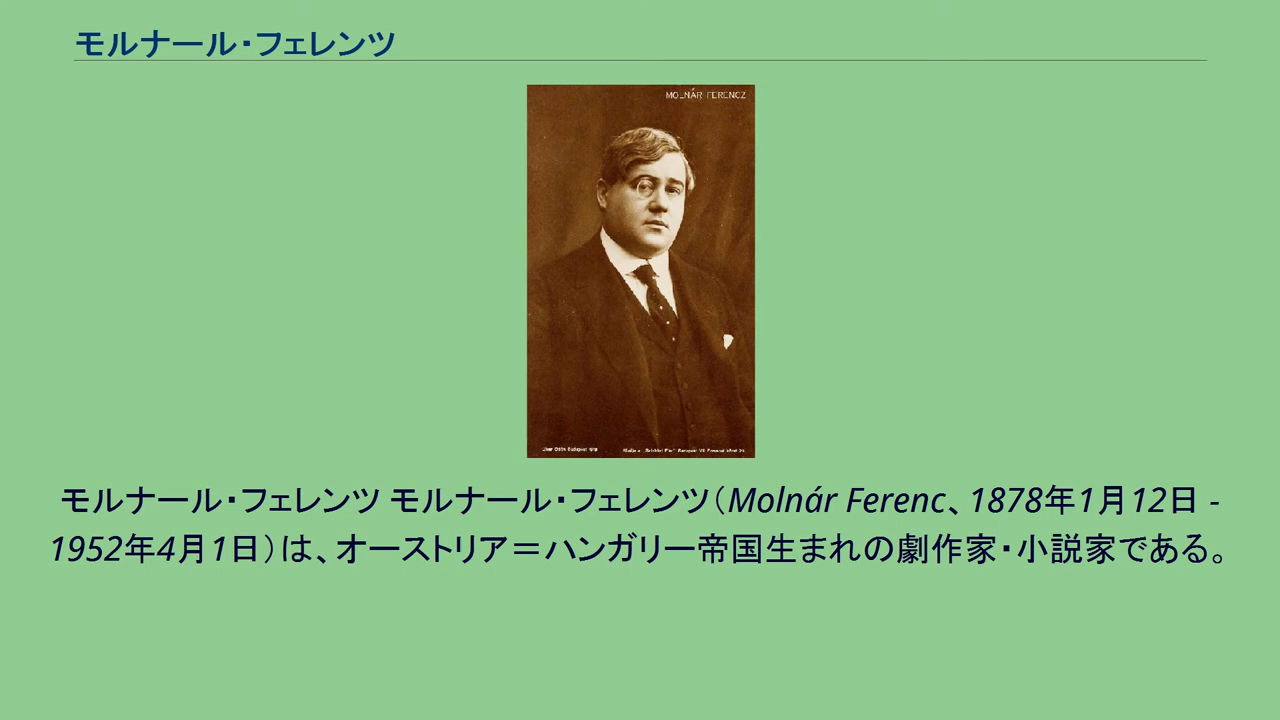 モルナール・フェレンツ
MOLNÁR FERENCZ
モルナール・フェレンツ モルナール・フェレンツ（Molnár Ferenc、1878年1月12日 -
1952年4月1日）は、オーストリア＝ハンガリー帝国生まれの劇作家・小説家である。